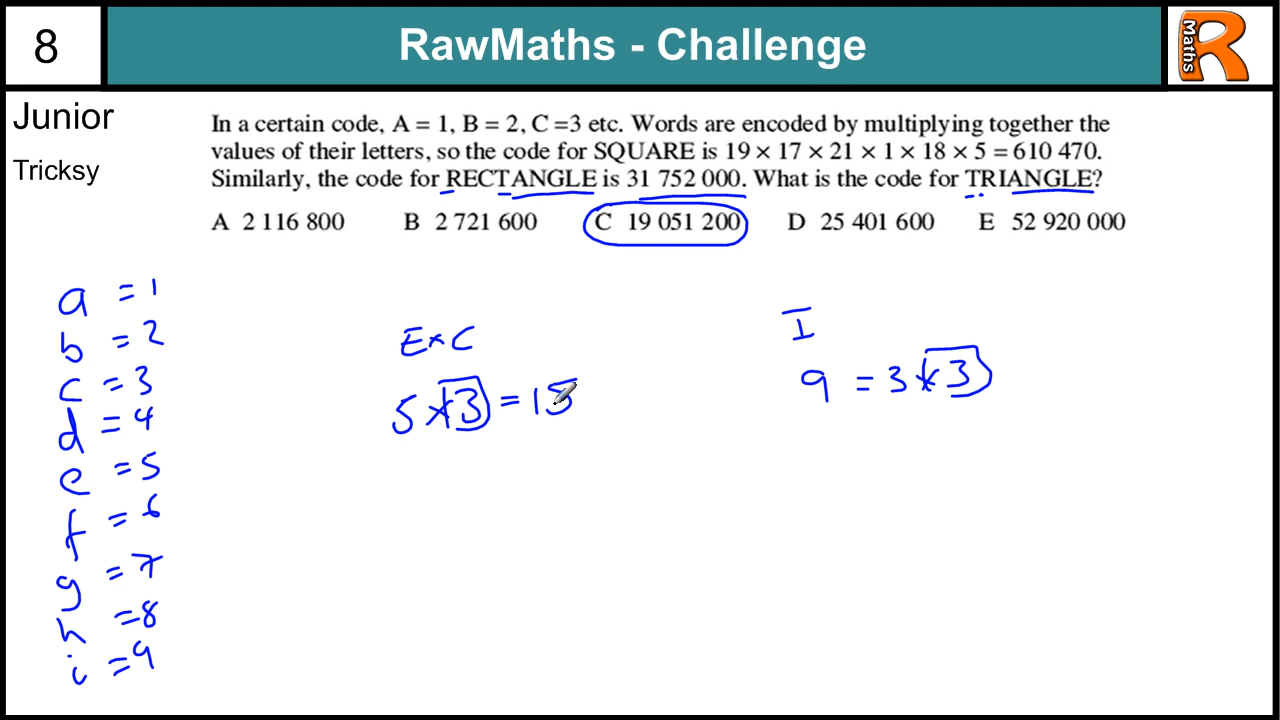 8
RawMaths - Challenge
Maths R
Junior
Tricksy
In a certain code, A = 1, B = 2, C =3 etc. Words are encoded by multiplying together the
values of their letters, so the code for SQUARE is 19 × 17 × 21 × 1 × 18 × 5 = 610 470.
Similarly, the code for RECTANGLE is 31 752 000. What is the code for TRIANGLE?
A 2 116 800 B 2 721 600 C 19 051 200 D 25 401 600 E 52 920 000
a = 1
b = 2
c = 3
d = 4
e = 5
f = 6
g = 7
h = 8
i = 9
E × C
5 × 3 = 15
I
9 = 3 × 3